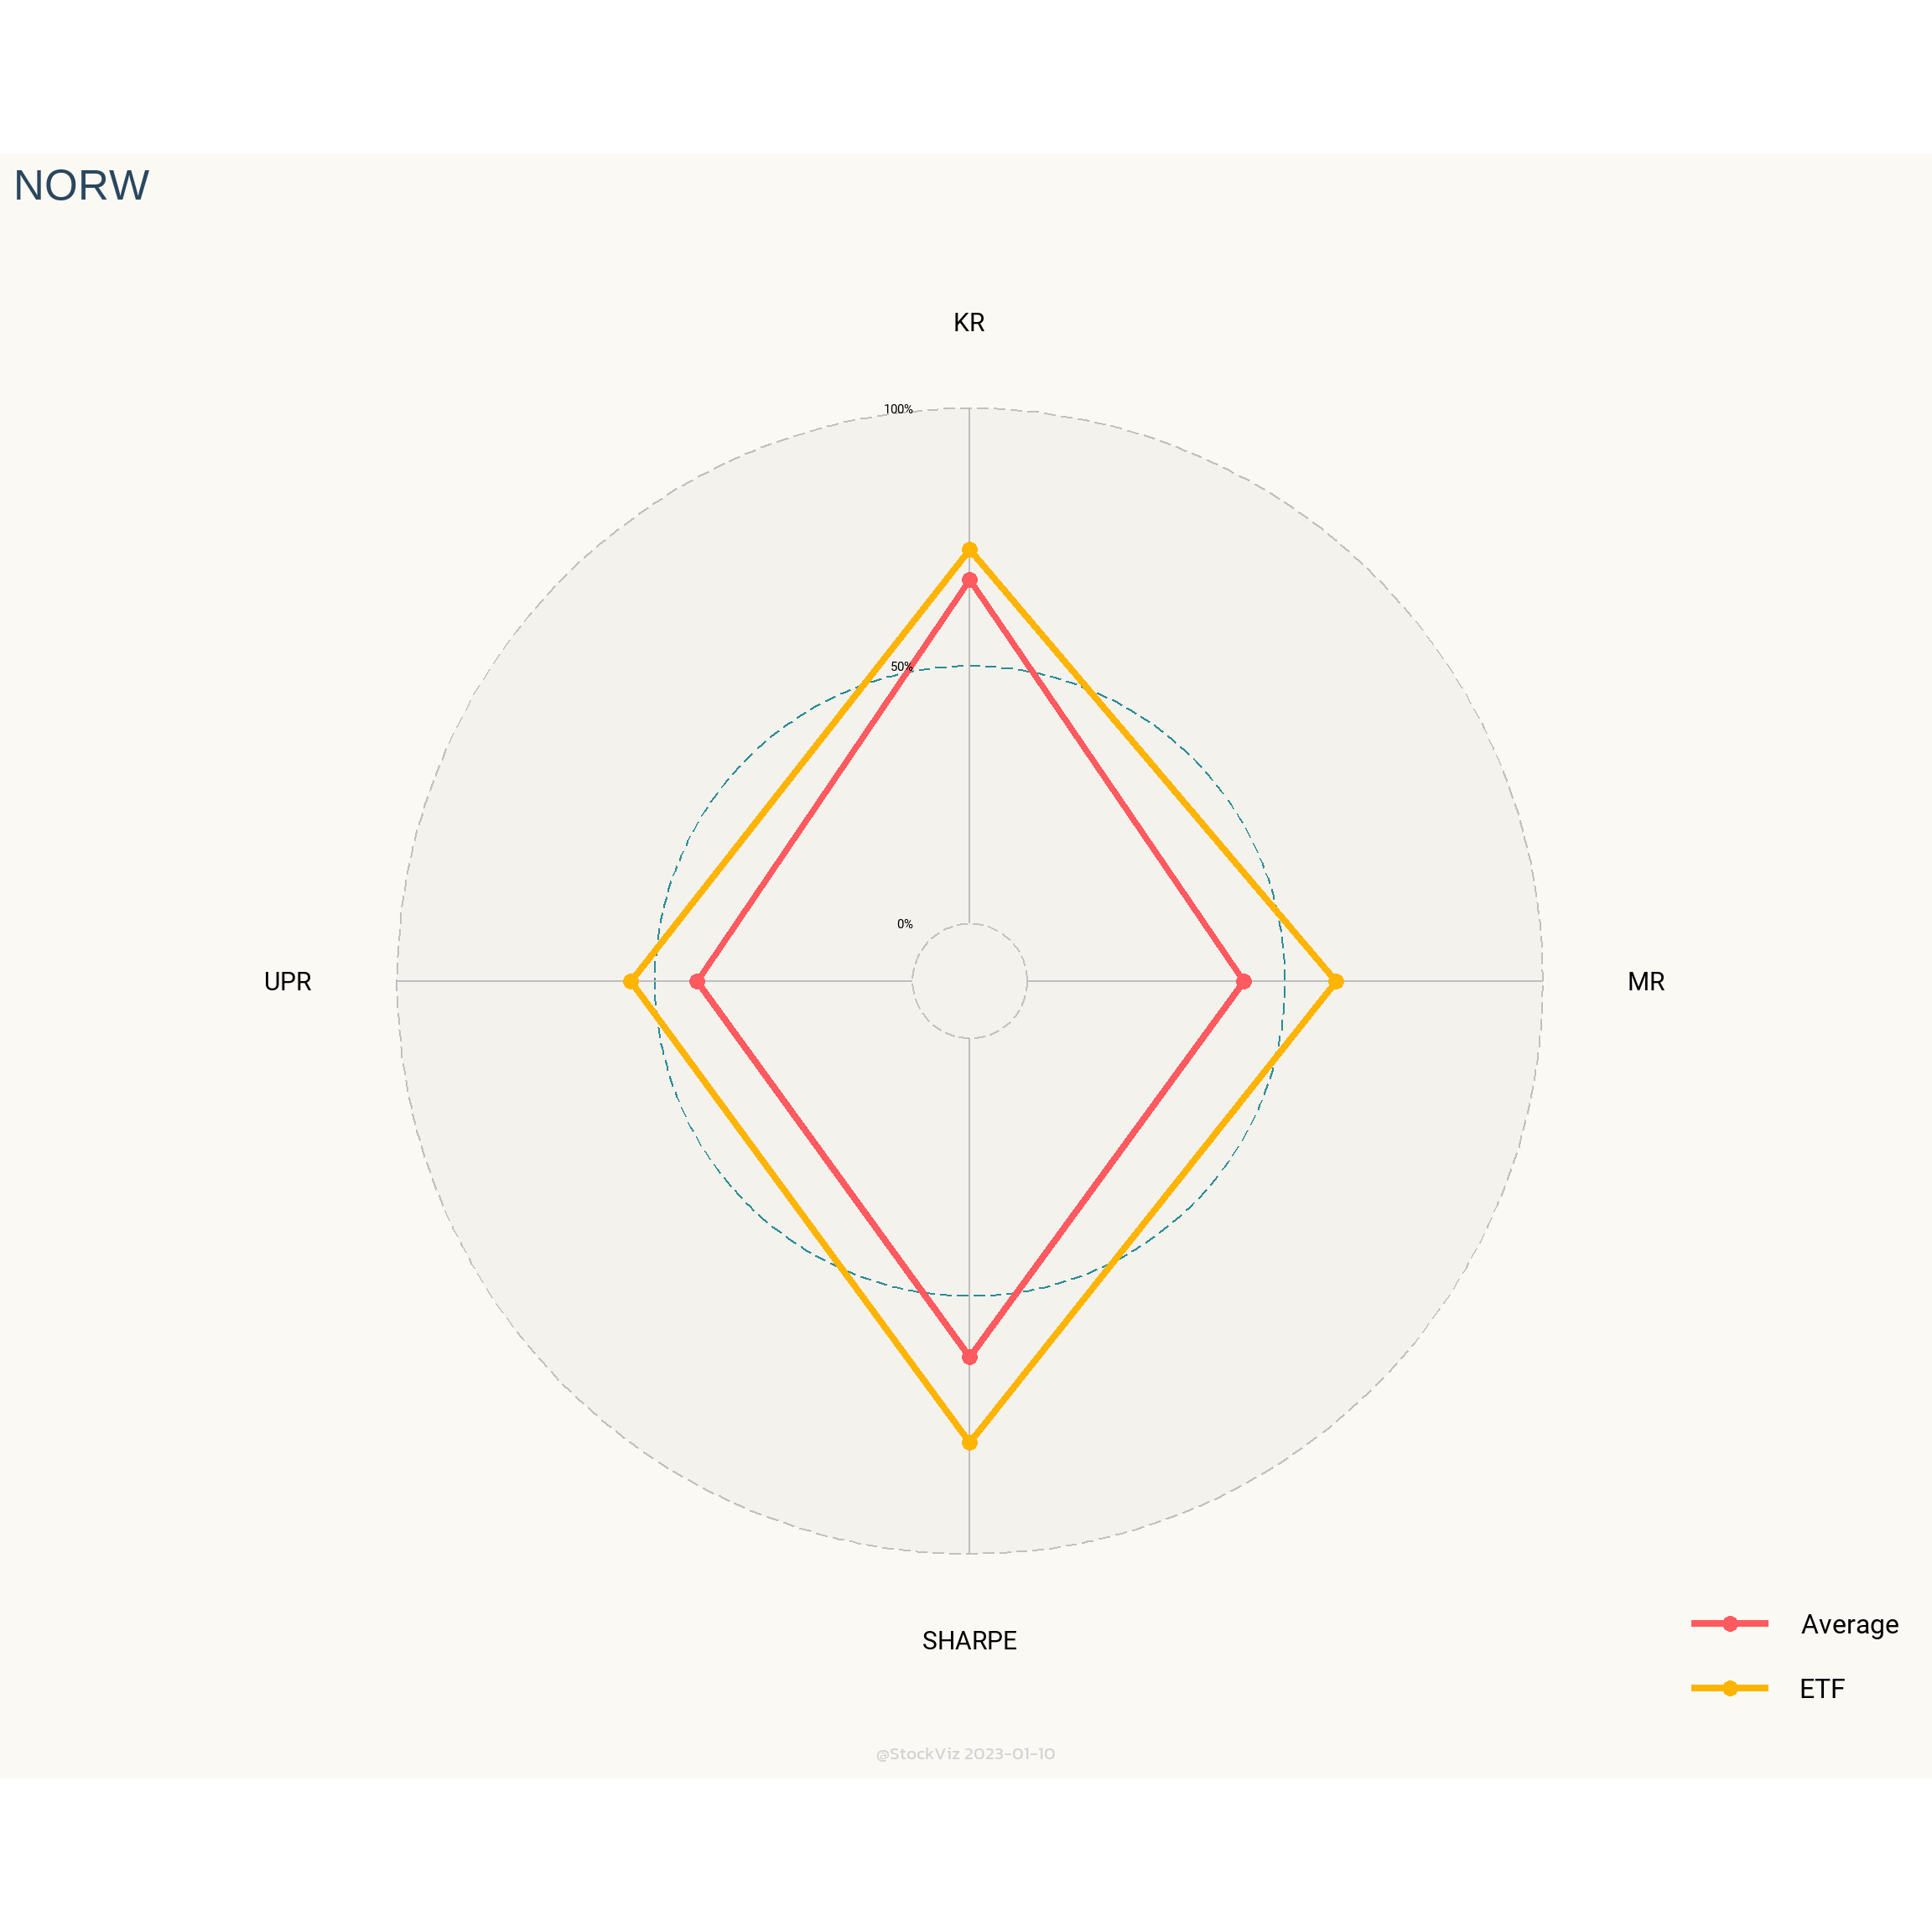 NORW
KR
100%
50%
0%
UPR
MR
SHARPE
Average
ETF
@StockViz 2023-01-10